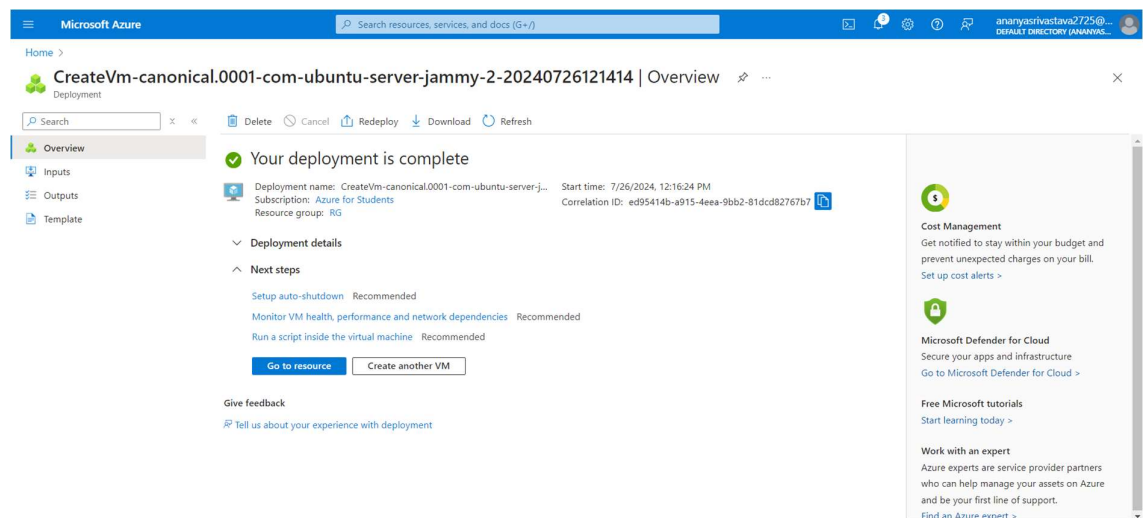 Microsoft Azure
Search resources, services, and docs (G+/)
3
ananyasrivastava2725@...
DEFAULT DIRECTORY (ANANYAS...
Home >
CreateVm-canonical.0001-com-ubuntu-server-jammy-2-20240726121414 | Overview
Deployment
Search
Delete Cancel Redeploy Download Refresh
Overview
Inputs
Outputs
Template
Your deployment is complete
Deployment name: CreateVm-canonical.0001-com-ubuntu-server-j...
Subscription: Azure for Students
Resource group: RG
Start time: 7/26/2024, 12:16:24 PM
Correlation ID: ed95414b-a915-4eea-9bb2-81dcd82767b7
Deployment details
Next steps
Setup auto-shutdown Recommended
Monitor VM health, performance and network dependencies Recommended
Run a script inside the virtual machine Recommended
Go to resource
Create another VM
Give feedback
Tell us about your experience with deployment
Cost Management
Get notified to stay within your budget and
prevent unexpected charges on your bill.
Set up cost alerts >
Microsoft Defender for Cloud
Secure your apps and infrastructure
Go to Microsoft Defender for Cloud >
Free Microsoft tutorials
Start learning today >
Work with an expert
Azure experts are service provider partners
who can help manage your assets on Azure
and be your first line of support.
Find an Azure expert >